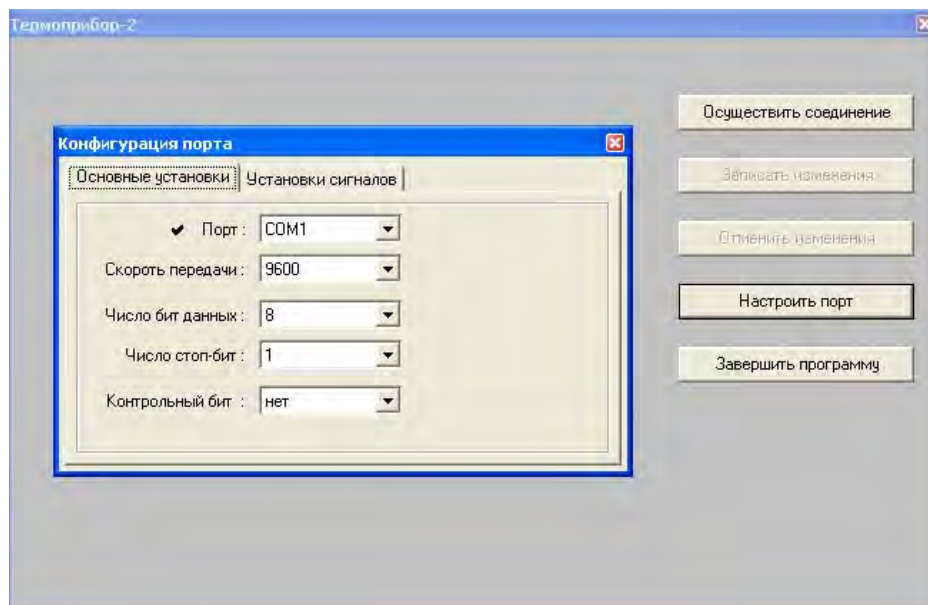 Термоприбор-2
Осуществить соединение
Конфигурация порта
Основные установки
Установки сигналов
Записать изменения
Порт :
COM1
Отменить изменения
Скороть передачи :
9600
Настроить порт
Число бит данных :
8
Число стоп-бит :
1
Завершить программу
Контрольный бит :
нет